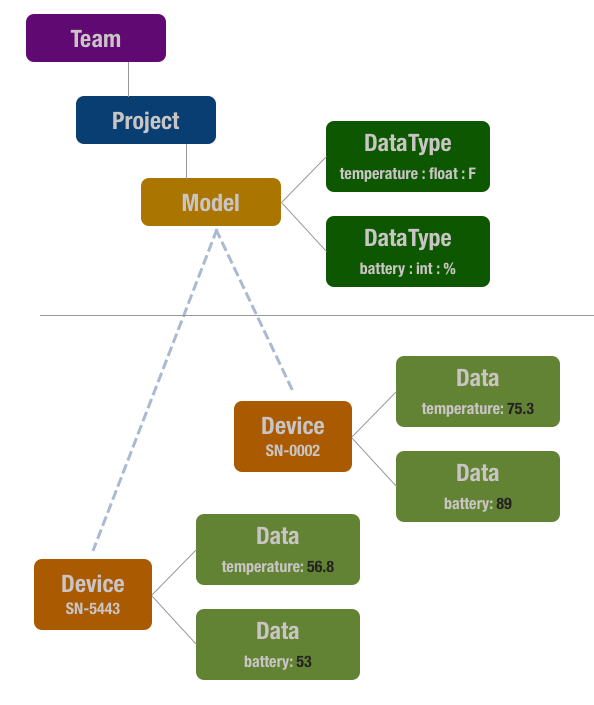 Team
Project
Model
DataType
temperature : float : F
DataType
battery : int : %
Data
temperature: 75.3
Device
SN-0002
Data
battery: 89
Data
temperature: 56.8
Device
SN-5443
Data
battery: 53